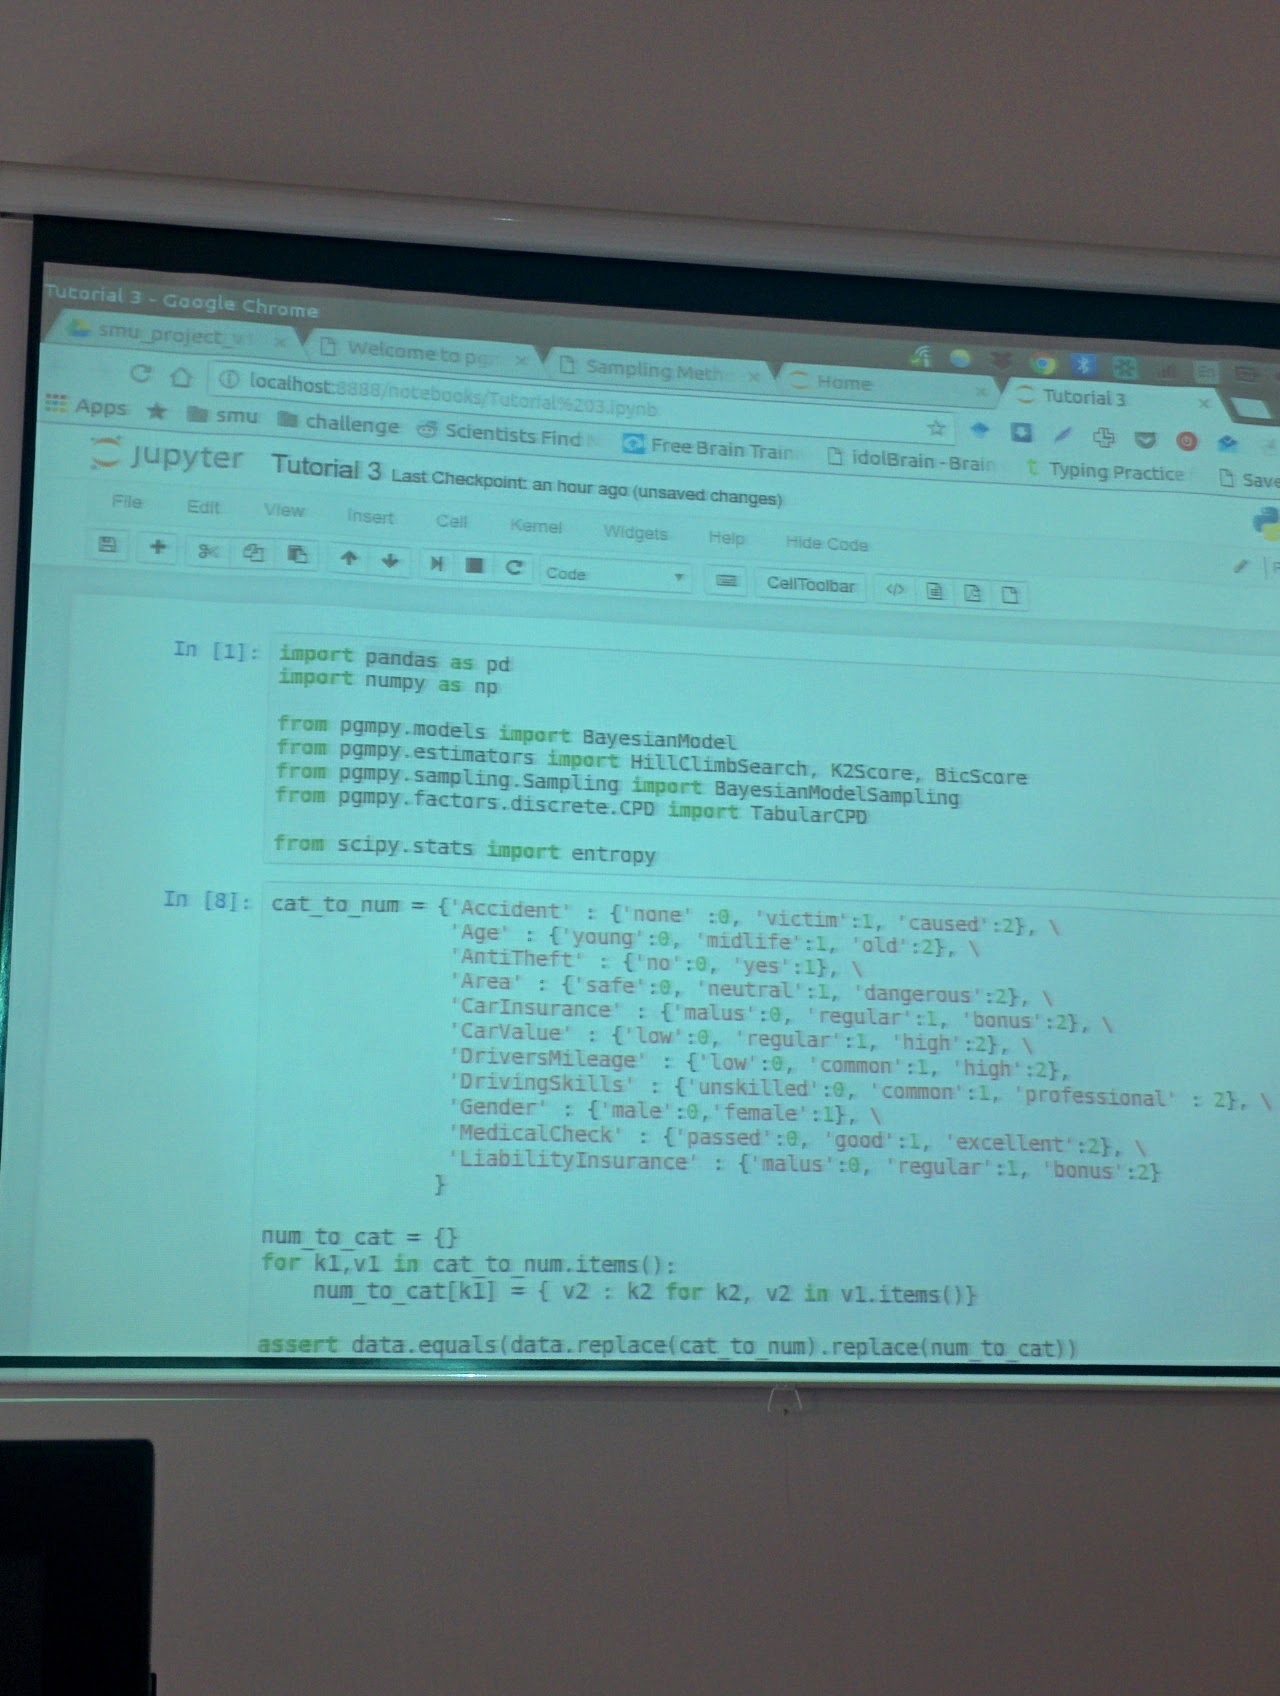 Tutorial 3 - Google Chrome
smu_project_v
Welcome to pg
Sampling Meth
Home
Tutorial 3
localhost:8888/notebooks/Tutorial%203.ipynb
Apps smu challenge Scientists Find Free Brain Train idolBrain - Brain Typing Practice Save
jupyter Tutorial 3 Last Checkpoint: an hour ago (unsaved changes)
File Edit View Insert Cell Kernel Widgets Help Hide Code
Code CellToolbar </>
In [1]: import pandas as pd
import numpy as np
from pgmpy.models import BayesianModel
from pgmpy.estimators import HillClimbSearch, K2Score, BicScore
from pgmpy.sampling.Sampling import BayesianModelSampling
from pgmpy.factors.discrete.CPD import TabularCPD
from scipy.stats import entropy
In [8]: cat_to_num = {'Accident' : {'none' :0, 'victim':1, 'caused':2}, \
'Age' : {'young':0, 'midlife':1, 'old':2}, \
'AntiTheft' : {'no':0, 'yes':1}, \
'Area' : {'safe':0, 'neutral':1, 'dangerous':2}, \
'CarInsurance' : {'malus':0, 'regular':1, 'bonus':2}, \
'CarValue' : {'low':0, 'regular':1, 'high':2}, \
'DriversMileage' : {'low':0, 'common':1, 'high':2},
'DrivingSkills' : {'unskilled':0, 'common':1, 'professional' : 2}, \
'Gender' : {'male':0,'female':1}, \
'MedicalCheck' : {'passed':0, 'good':1, 'excellent':2}, \
'LiabilityInsurance' : {'malus':0, 'regular':1, 'bonus':2}
}
num_to_cat = {}
for k1,v1 in cat_to_num.items():
num_to_cat[k1] = { v2 : k2 for k2, v2 in v1.items()}
assert data.equals(data.replace(cat_to_num).replace(num_to_cat))